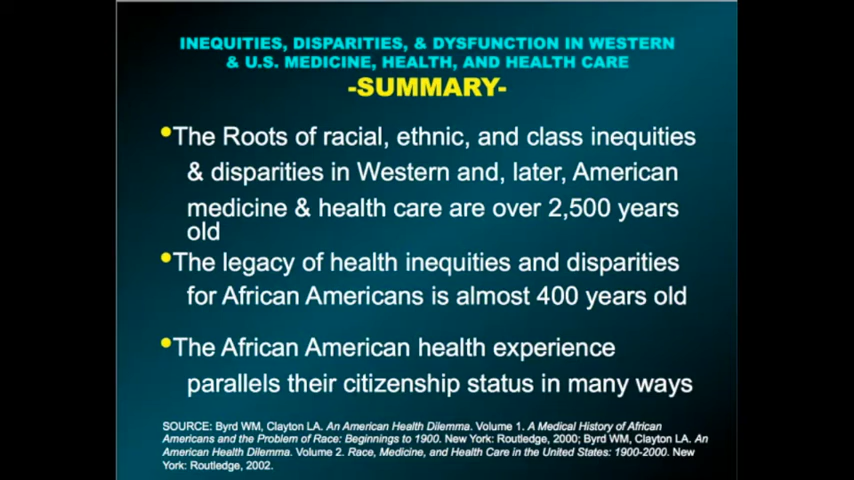 INEQUITIES, DISPARITIES, & DYSFUNCTION IN WESTERN
& U.S. MEDICINE, HEALTH, AND HEALTH CARE
-SUMMARY-
•The Roots of racial, ethnic, and class inequities
& disparities in Western and, later, American
medicine & health care are over 2,500 years
old
•The legacy of health inequities and disparities
for African Americans is almost 400 years old
•The African American health experience
parallels their citizenship status in many ways
SOURCE: Byrd WM, Clayton LA. An American Health Dilemma. Volume 1. A Medical History of African
Americans and the Problem of Race: Beginnings to 1900. New York: Routledge, 2000; Byrd WM, Clayton LA. An
American Health Dilemma. Volume 2. Race, Medicine, and Health Care in the United States: 1900-2000. New
York: Routledge, 2002.